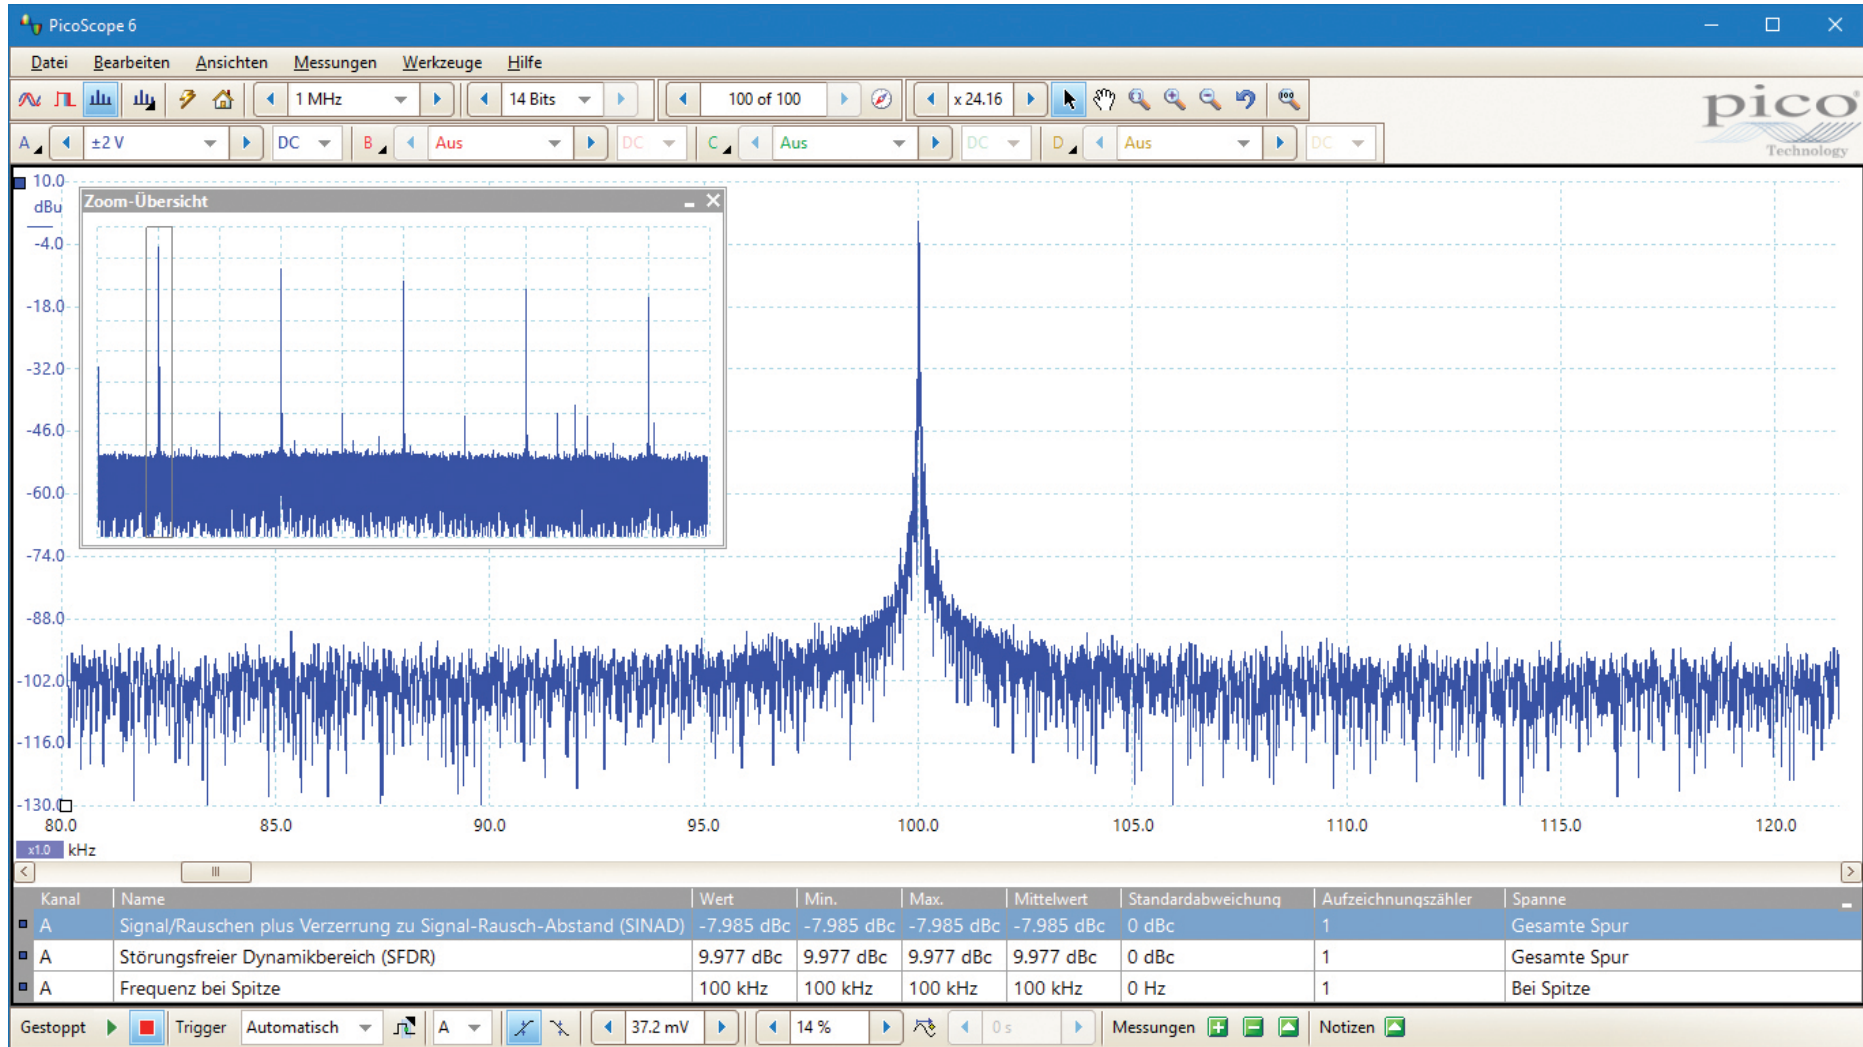 PicoScope 6
Datei Bearbeiten Ansichten Messungen Werkzeuge Hilfe
1 MHz 14 Bits 100 of 100 x 24.16
pico
Technology
A ±2 V DC B Aus DC C Aus DC D Aus DC
Zoom-Übersicht
10.0
dBu
-4.0
-18.0
-32.0
-46.0
-60.0
-74.0
-88.0
-102.0
-116.0
-130.0
80.0 85.0 90.0 95.0 100.0 105.0 110.0 115.0 120.0
x1.0 kHz
Kanal Name Wert Min. Max. Mittelwert Standardabweichung Aufzeichnungszähler Spanne
A Signal/Rauschen plus Verzerrung zu Signal-Rausch-Abstand (SINAD) -7.985 dBc -7.985 dBc -7.985 dBc -7.985 dBc 0 dBc 1 Gesamte Spur
A Störungsfreier Dynamikbereich (SFDR) 9.977 dBc 9.977 dBc 9.977 dBc 9.977 dBc 0 dBc 1 Gesamte Spur
A Frequenz bei Spitze 100 kHz 100 kHz 100 kHz 100 kHz 0 Hz 1 Bei Spitze
Gestoppt Trigger Automatisch A 37.2 mV 14 % 0 s Messungen Notizen